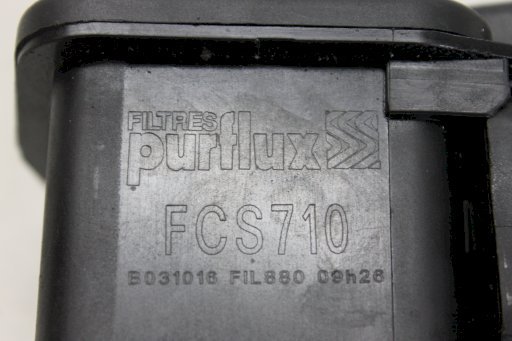 FILTRES
purflux
FCS710
B031016 FIL880 09h26